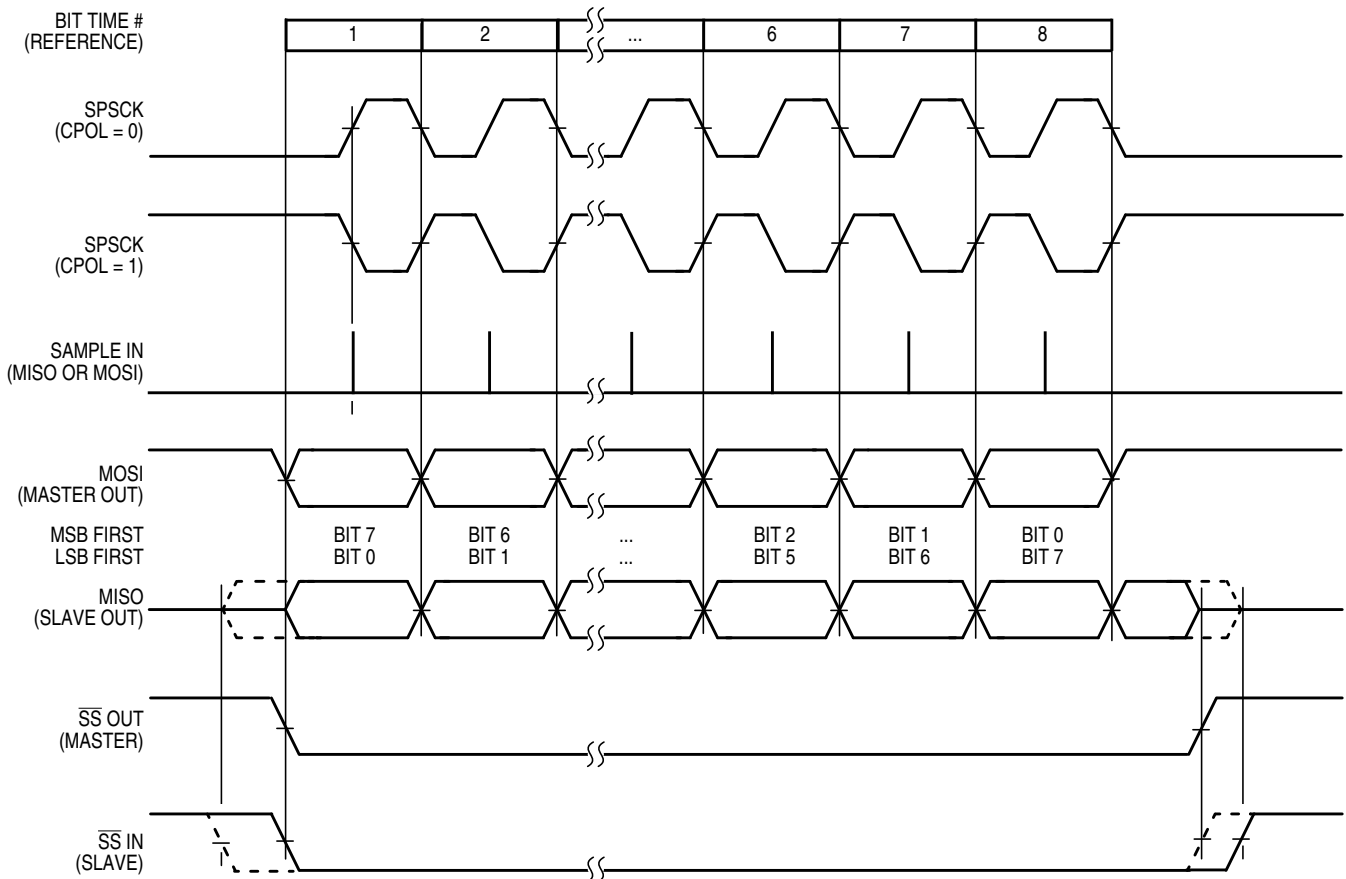 BIT TIME #
(REFERENCE)
1 2 ... 6 7 8
SPSCK
(CPOL = 0)
SPSCK
(CPOL = 1)
SAMPLE IN
(MISO OR MOSI)
MOSI
(MASTER OUT)
MSB FIRST BIT 7 BIT 6 ... BIT 2 BIT 1 BIT 0
LSB FIRST BIT 0 BIT 1 ... BIT 5 BIT 6 BIT 7
MISO
(SLAVE OUT)
S̅S̅ OUT
(MASTER)
S̅S̅ IN
(SLAVE)